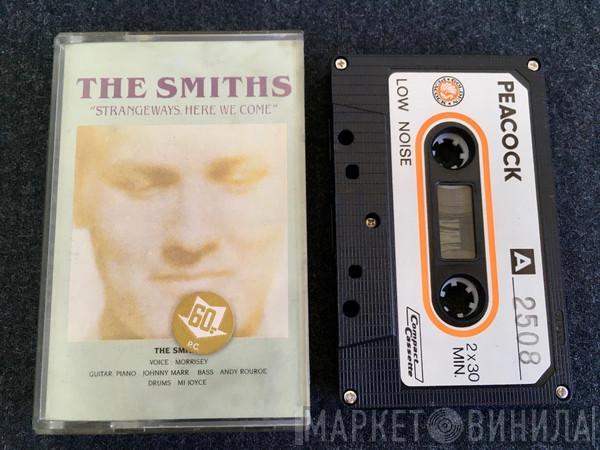 THE SMITHS
"STRANGEWAYS, HERE WE COME"
60.
P.C
THE SMI
VOICE : MORRISEY
GUITAR, PIANO : JOHNNY MARR BASS : ANDY ROUROE
DRUMS : MI JOYCE
PEACOCK
LOW NOISE
A 2508
Compact Cassette
2 x 30 MIN.
МАРКЕТ ВИНИЛА